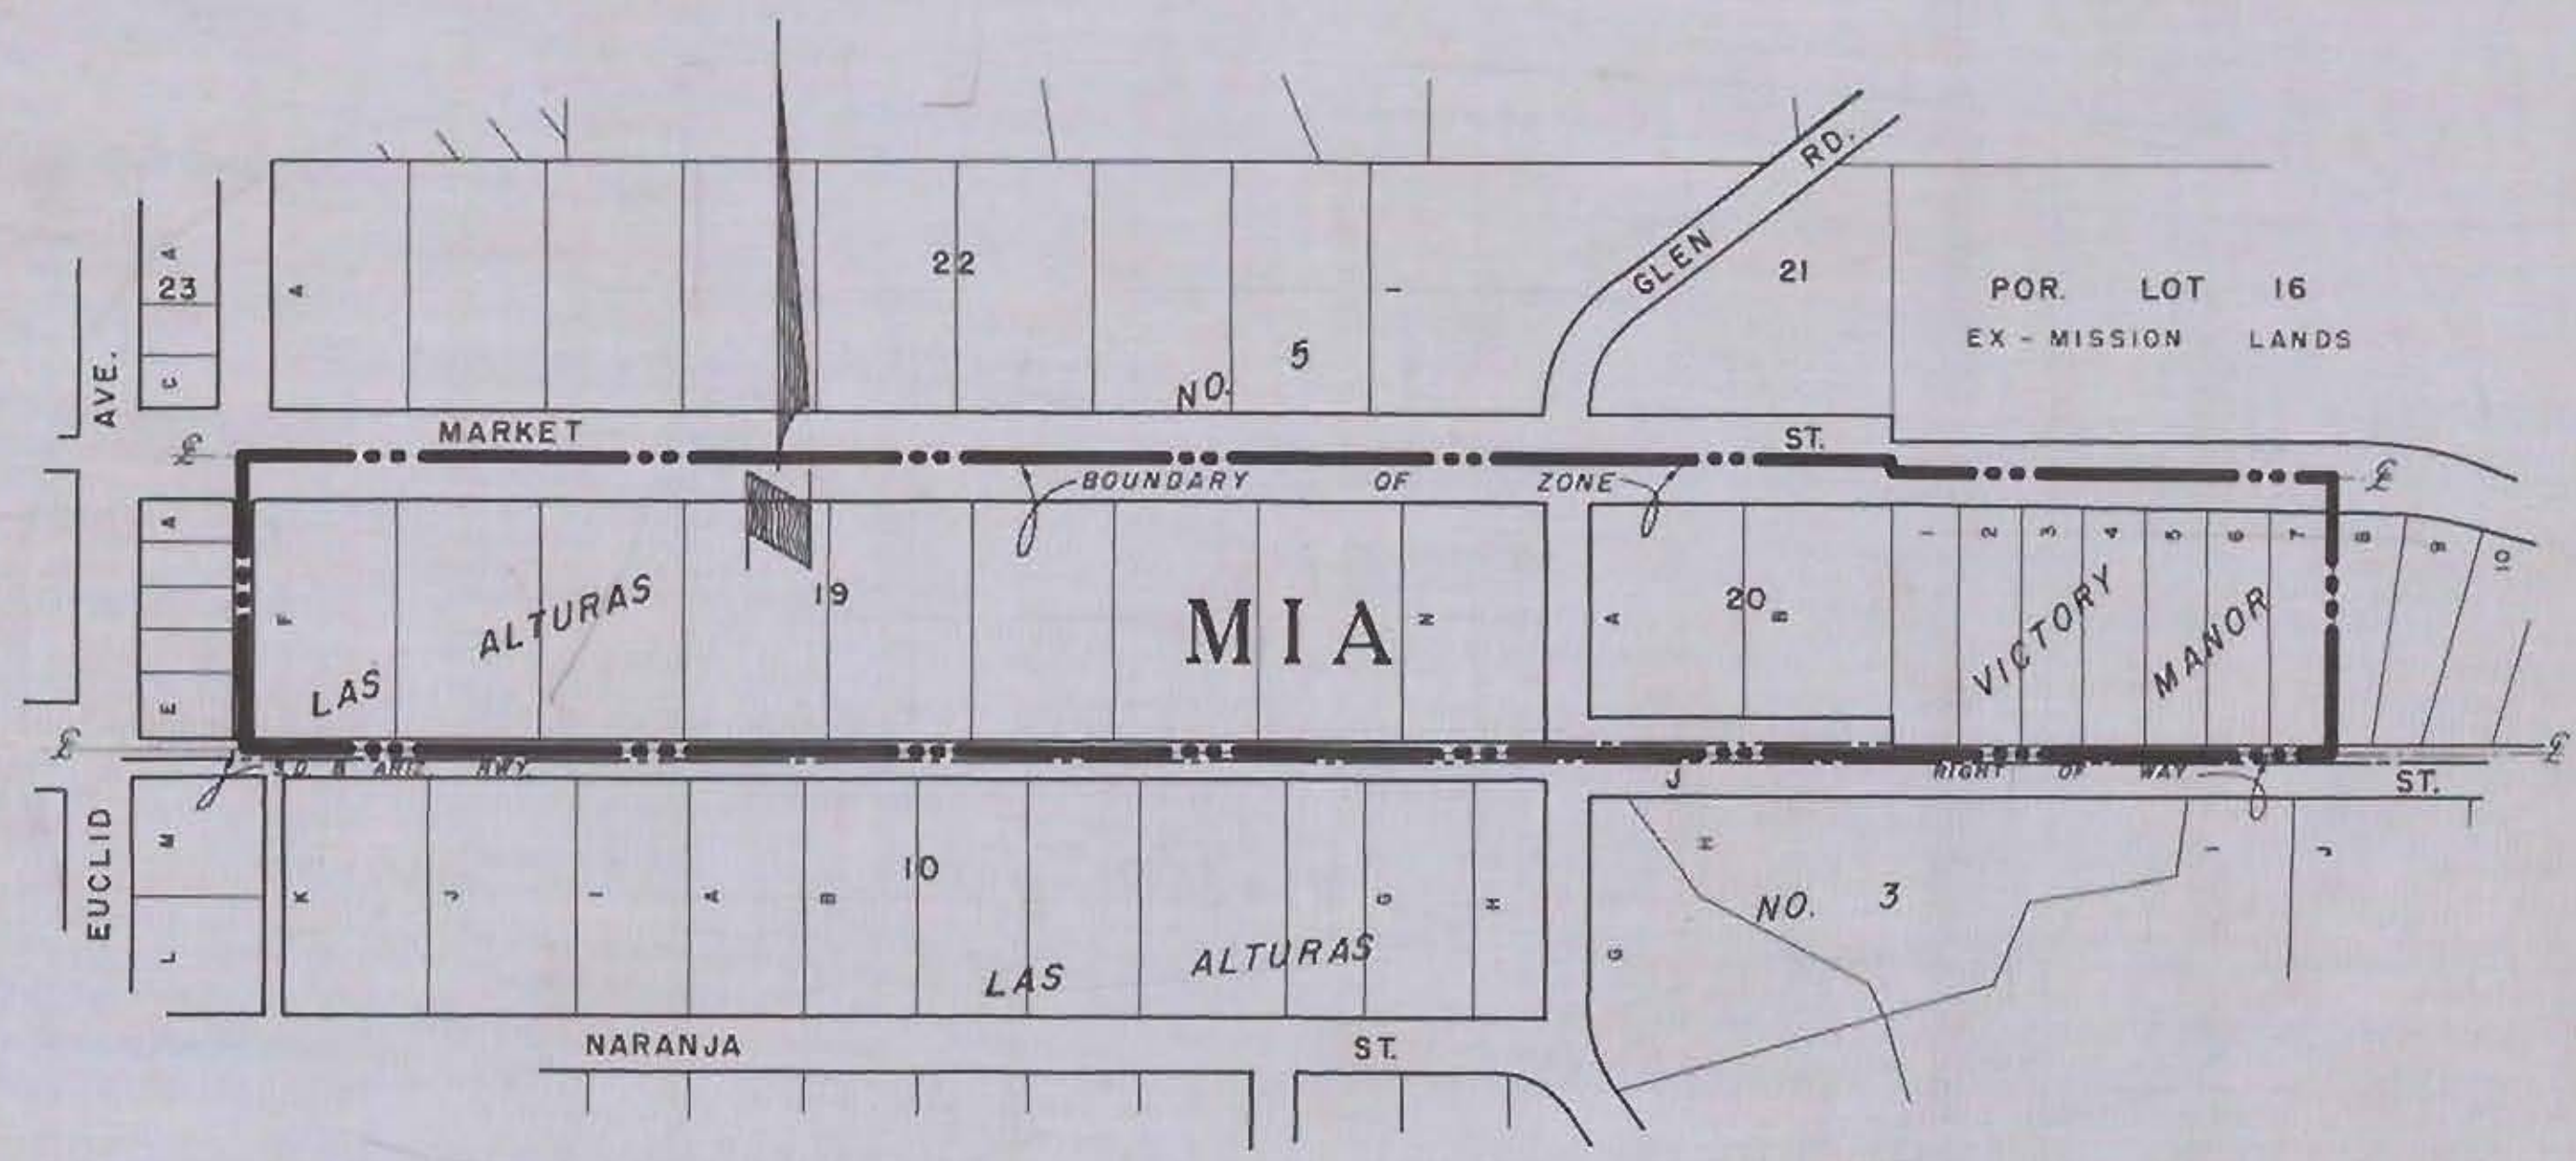 GLEN RD.
A
23
C
A
22
I
21
POR. LOT 16
EX - MISSION LANDS
NO. 5
AVE.
MARKET ST.
℄
BOUNDARY OF ZONE
℄
A
E
F
LAS ALTURAS
19
MIA
N
A
20
B
1
2
3
4
5
6
7
8
9
10
VICTORY MANOR
℄
S.D. & ARIZ. HWY. RIGHT OF WAY
℄
J ST.
EUCLID
M
L
K
J
I
A
B
10
G
H
LAS ALTURAS
G
H
NO. 3
I
J
NARANJA ST.